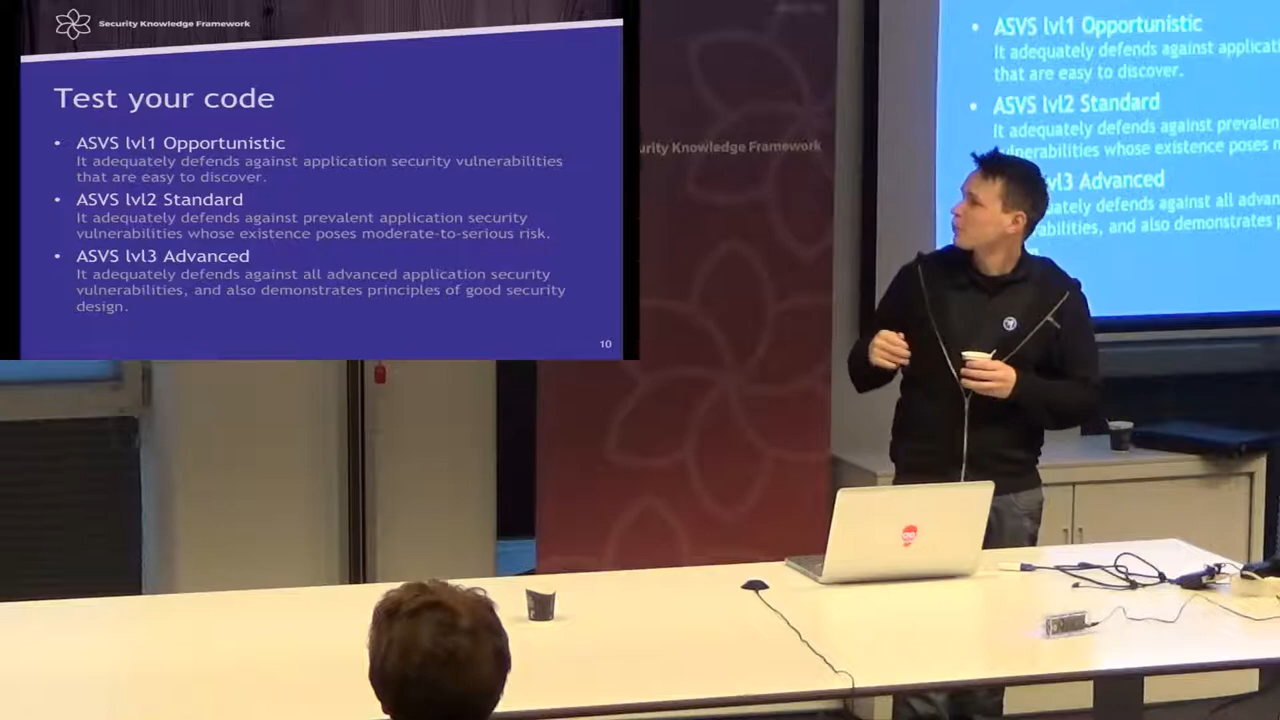 Security Knowledge Framework
Test your code
• ASVS lvl1 Opportunistic
It adequately defends against application security vulnerabilities
that are easy to discover.
• ASVS lvl2 Standard
It adequately defends against prevalent application security
vulnerabilities whose existence poses moderate-to-serious risk.
• ASVS lvl3 Advanced
It adequately defends against all advanced application security
vulnerabilities, and also demonstrates principles of good security
design.
10
urity Knowledge Framework
• ASVS lvl1 Opportunistic
It adequately defends against applicati
that are easy to discover.
• ASVS lvl2 Standard
It adequately defends against prevalen
vulnerabilities whose existence poses m
vl3 Advanced
ately defends against all advan
rabilities, and also demonstrates